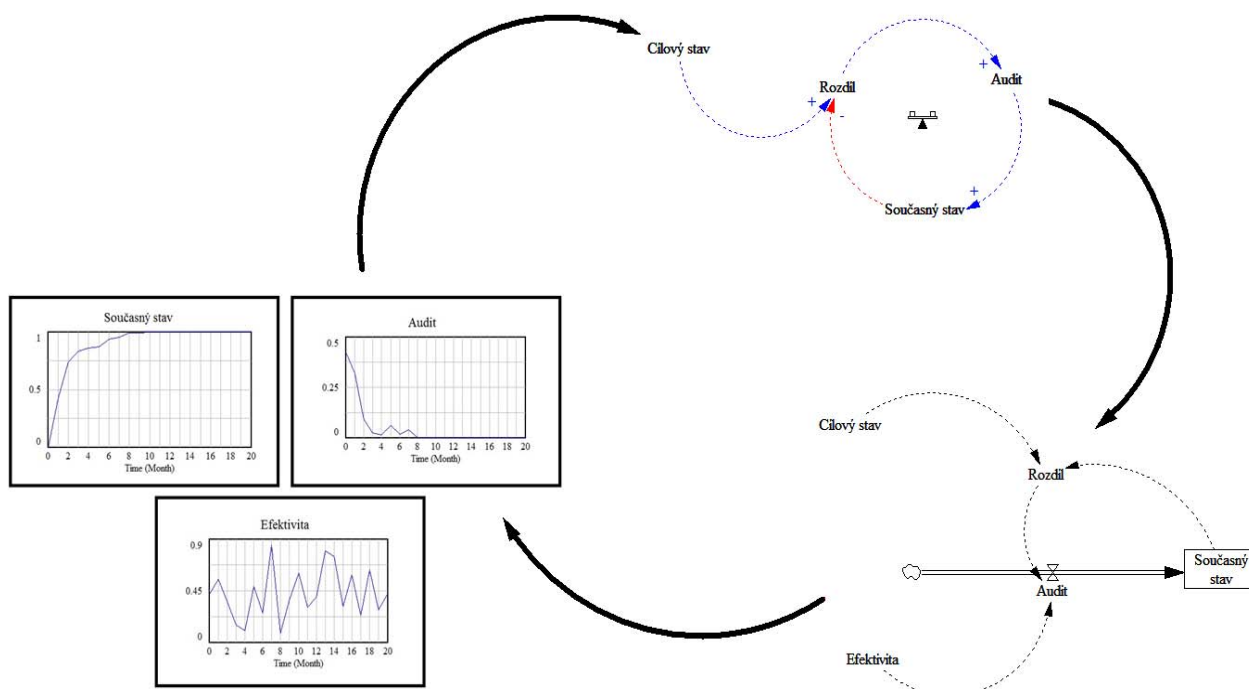 Cílový stav
Rozdíl
+
Audit
+
-
+
Současný stav
Současný stav
1
0.5
0
0 2 4 6 8 10 12 14 16 18 20
Time (Month)
Audit
0.5
0.25
0
0 2 4 6 8 10 12 14 16 18 20
Time (Month)
Efektivita
0.9
0.45
0
0 2 4 6 8 10 12 14 16 18 20
Time (Month)
Cílový stav
Rozdíl
Současný
stav
Audit
Efektivita